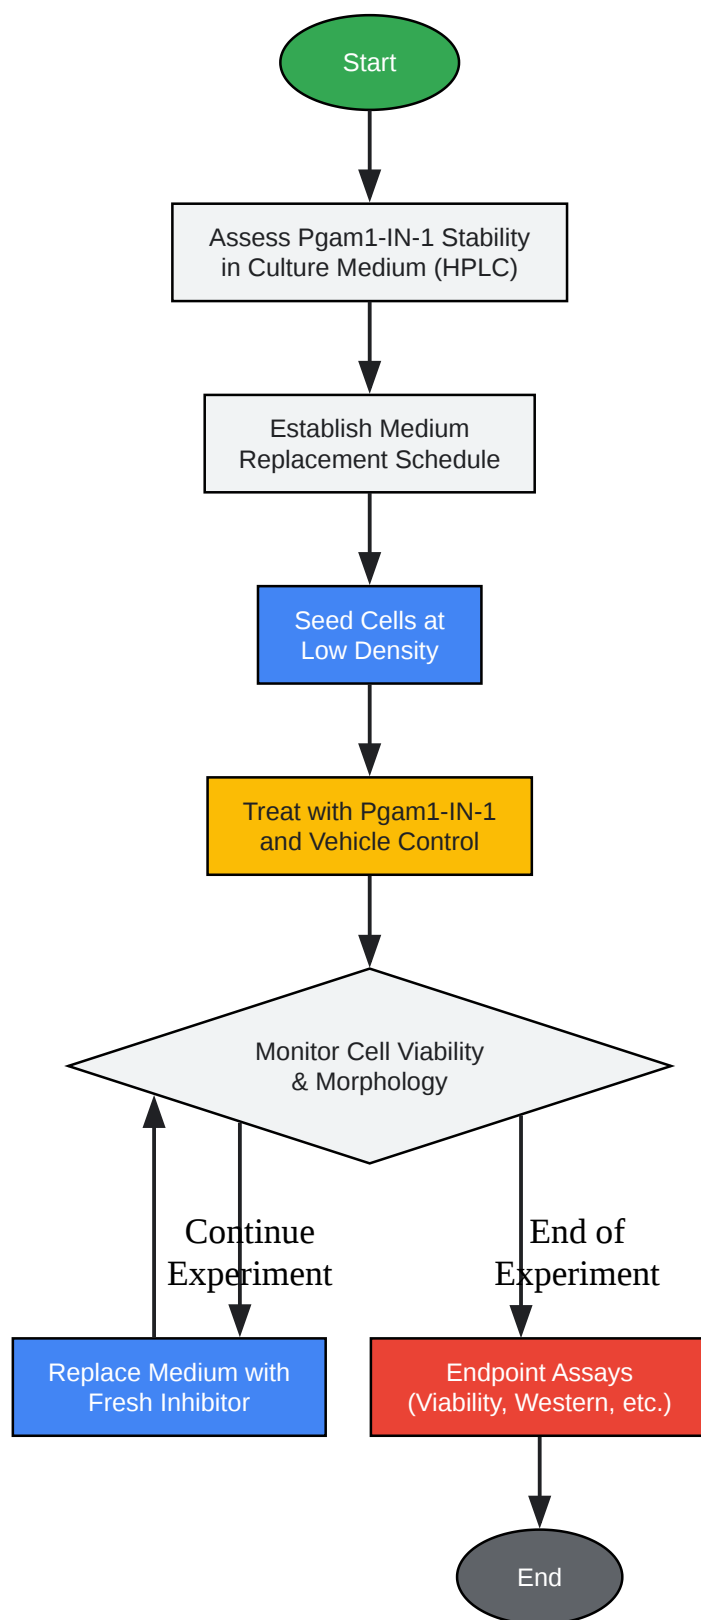 Start
Assess Pgam1-IN-1 Stability
in Culture Medium (HPLC)
Establish Medium
Replacement Schedule
Seed Cells at
Low Density
Treat with Pgam1-IN-1
and Vehicle Control
Monitor Cell Viability
& Morphology
Continue
Experiment
End of
Experiment
Replace Medium with
Fresh Inhibitor
Endpoint Assays
(Viability, Western, etc.)
End